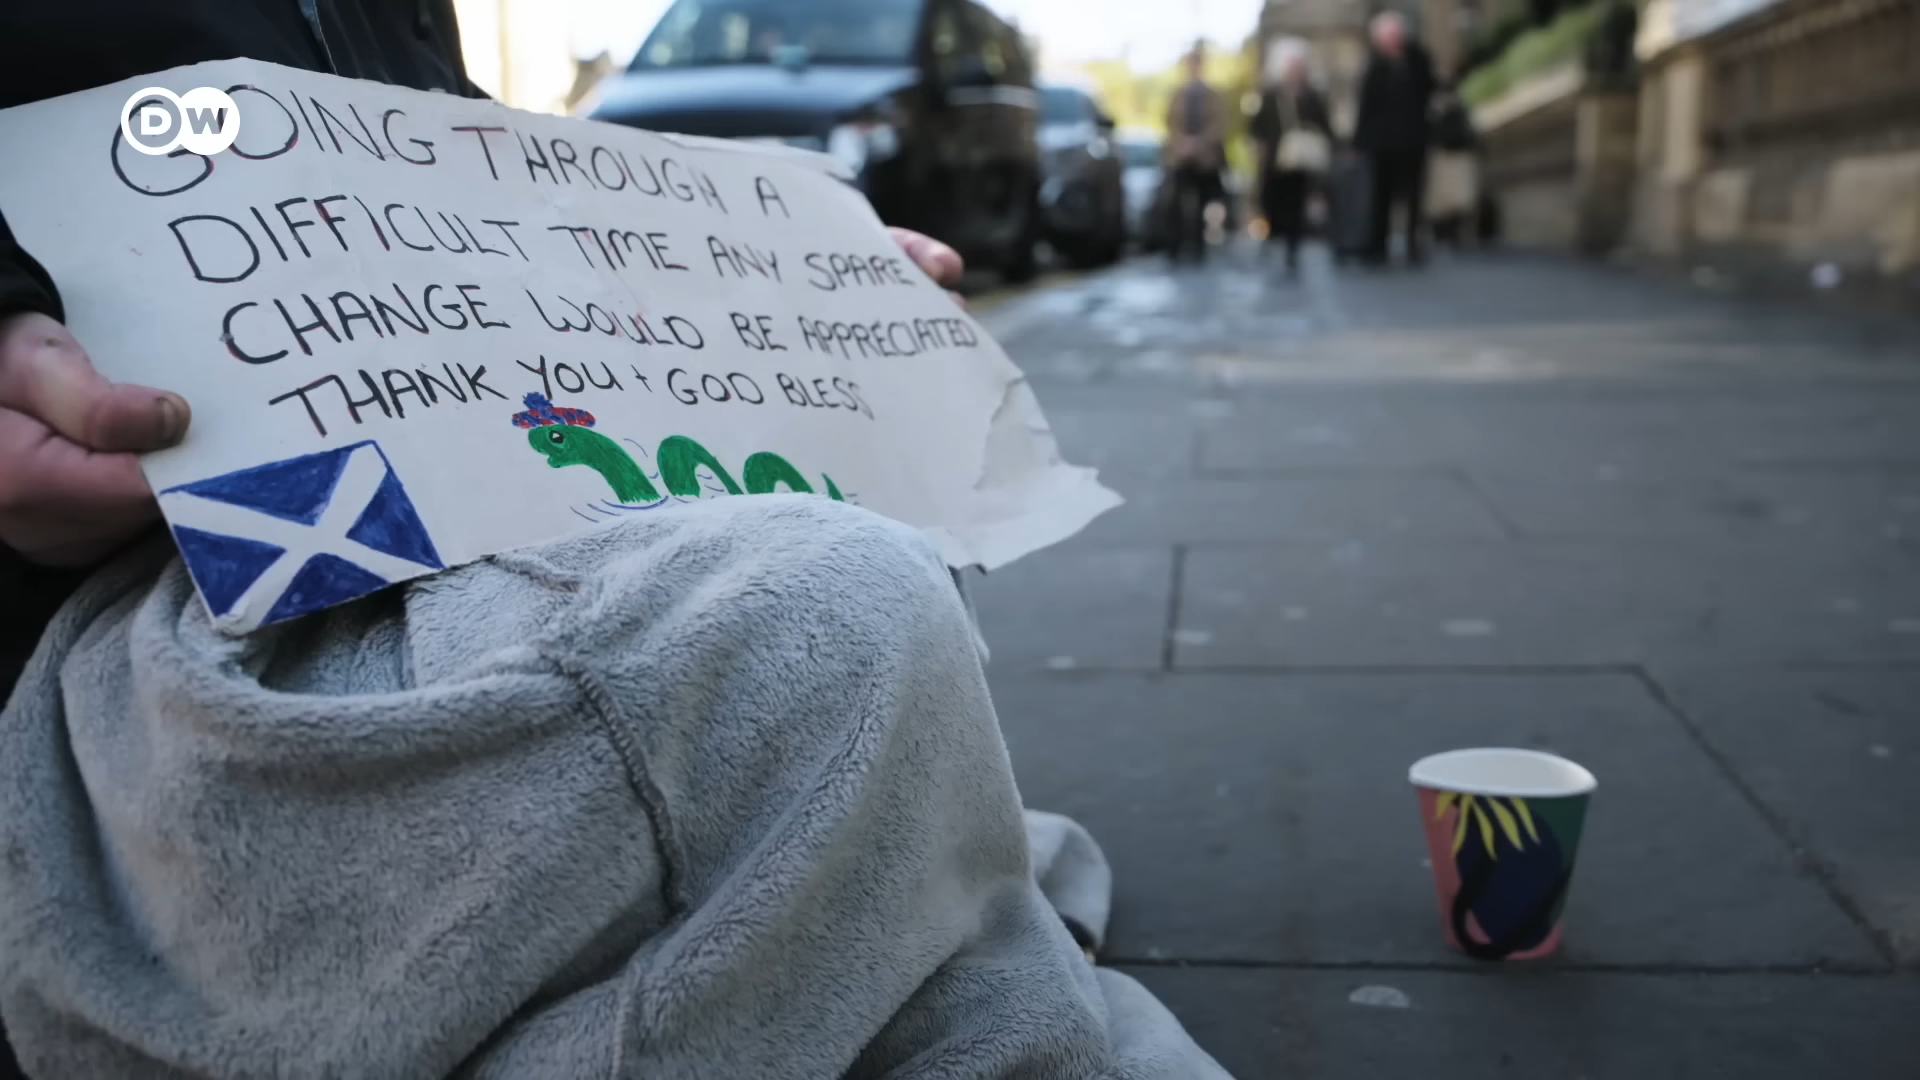 DW
GOING THROUGH A
DIFFICULT TIME ANY SPARE
CHANGE WOULD BE APPRECIATED
THANK YOU + GOD BLESS